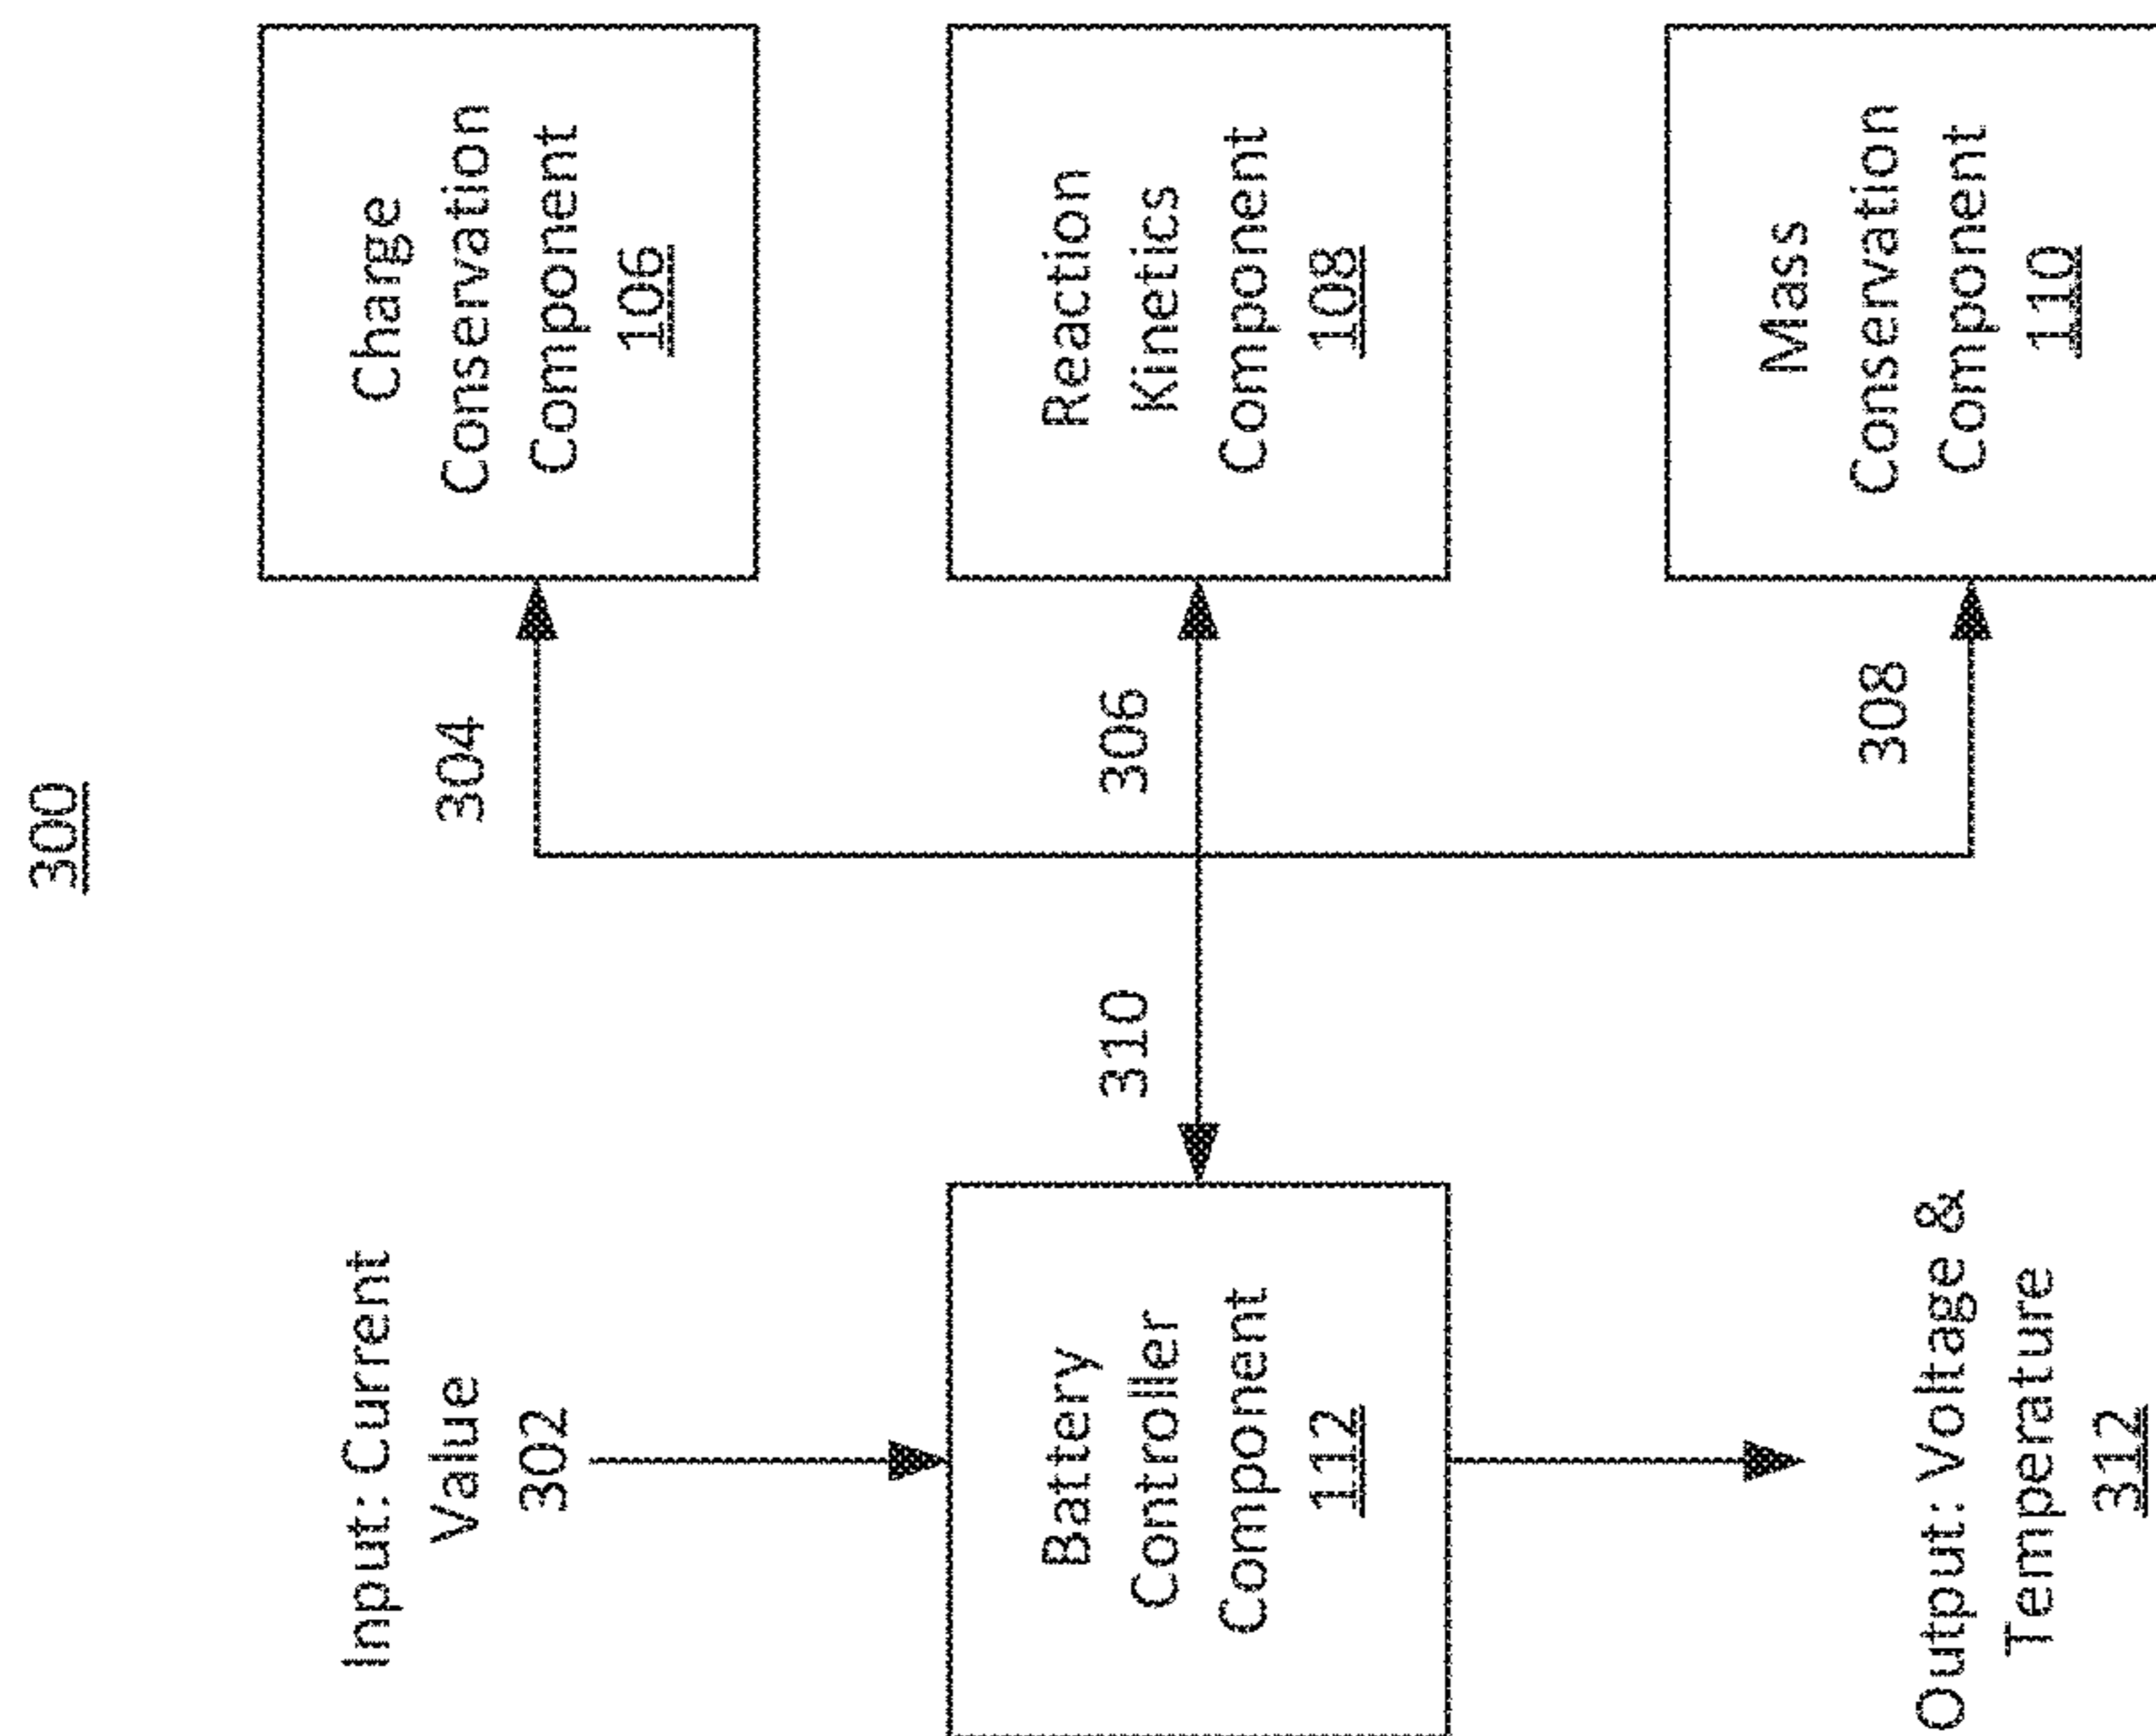 300
Input: Current
Value
302
Battery
Controller
Component
112
Output: Voltage &
Temperature
312
310
304
306
308
Charge
Conservation
Component
106
Reaction
Kinetics
Component
108
Mass
Conservation
Component
110